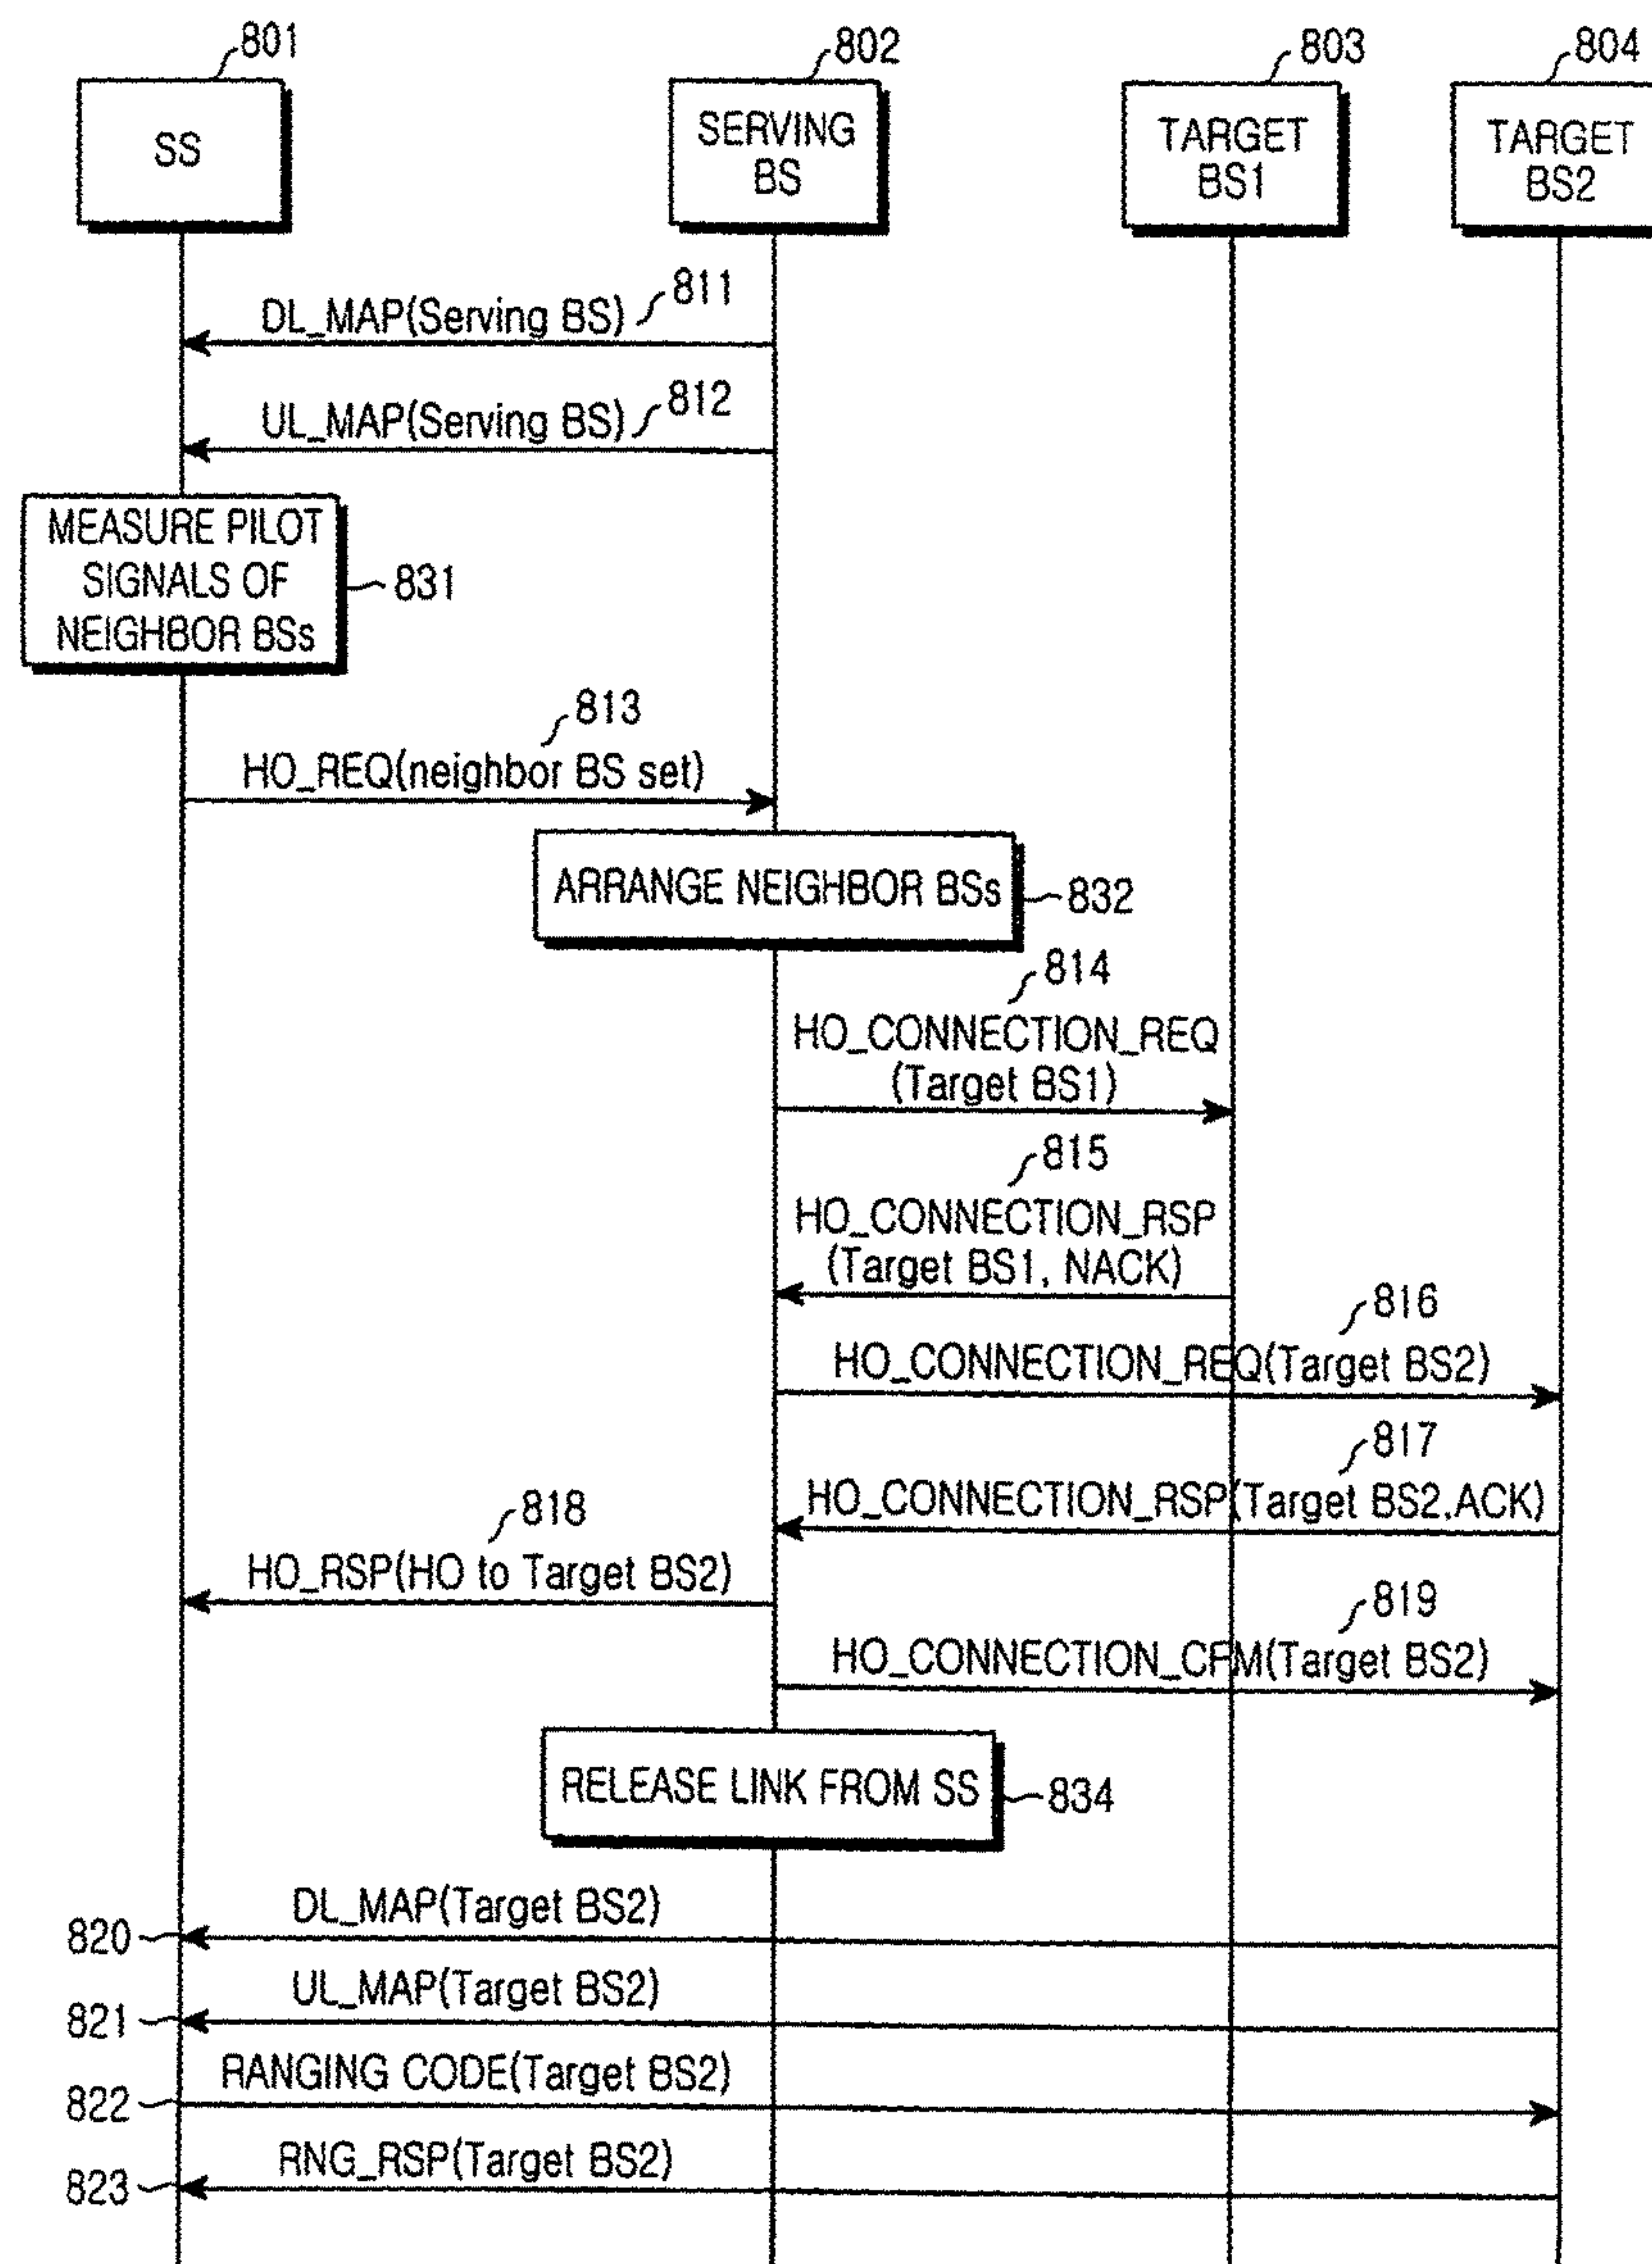 801
802
803
804
SS
SERVING
BS
TARGET
BS1
TARGET
BS2
DL_MAP(Serving BS)
811
UL_MAP(Serving BS)
812
MEASURE PILOT
SIGNALS OF
NEIGHBOR BSs
831
813
HO_REQ(neighbor BS set)
ARRANGE NEIGHBOR BSs
832
814
HO_CONNECTION_REQ
(Target BS1)
815
HO_CONNECTION_RSP
(Target BS1, NACK)
816
HO_CONNECTION_REQ(Target BS2)
817
HO_CONNECTION_RSP(Target BS2,ACK)
818
HO_RSP(HO to Target BS2)
819
HO_CONNECTION_CFM(Target BS2)
RELEASE LINK FROM SS
834
DL_MAP(Target BS2)
820
UL_MAP(Target BS2)
821
RANGING CODE(Target BS2)
822
RNG_RSP(Target BS2)
823